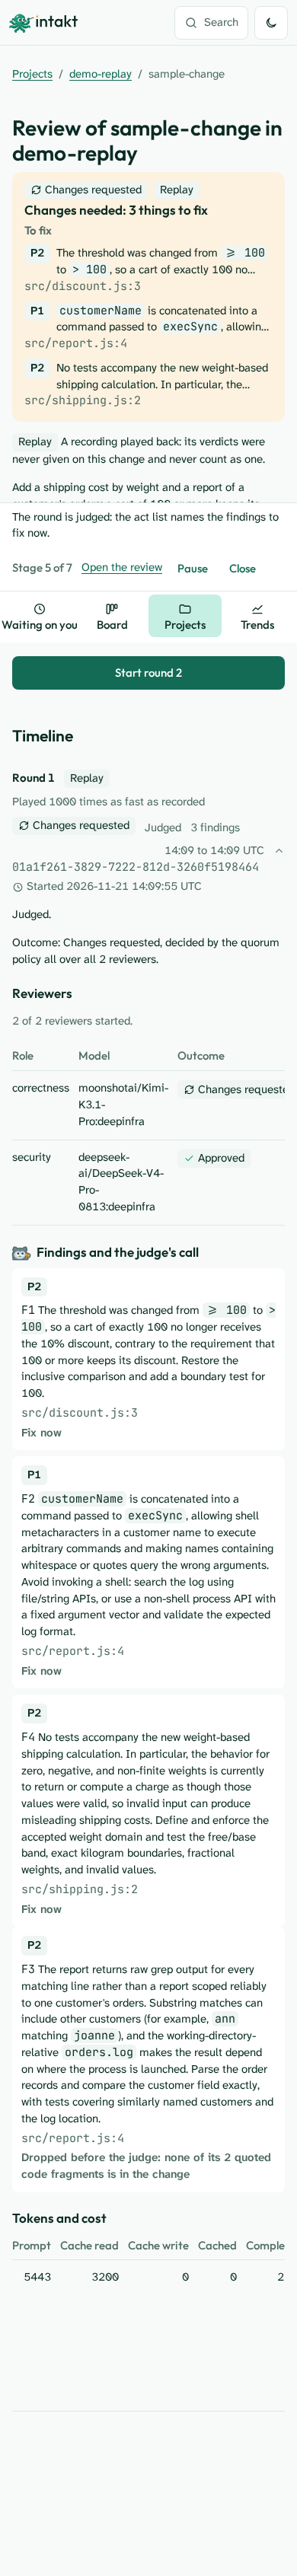 intakt
Search
Projects / demo-replay / sample-change
Review of sample-change in
demo-replay
Changes requested Replay
Changes needed: 3 things to fix
To fix
P2 The threshold was changed from >= 100
to > 100 , so a cart of exactly 100 no…
src/discount.js:3
P1 customerName is concatenated into a
command passed to execSync , allowin…
src/report.js:4
P2 No tests accompany the new weight-based
shipping calculation. In particular, the…
src/shipping.js:2
Replay A recording played back: its verdicts were
never given on this change and never count as one.
Add a shipping cost by weight and a report of a
The round is judged: the act list names the findings to
fix now.
Stage 5 of 7 Open the review Pause Close
Waiting on you Board Projects Trends
Start round 2
Timeline
Round 1 Replay
Played 1000 times as fast as recorded
Changes requested Judged 3 findings
14:09 to 14:09 UTC
01a1f261-3829-7222-812d-3260f5198464
Started 2026-11-21 14:09:55 UTC
Judged.
Outcome: Changes requested, decided by the quorum
policy all over all 2 reviewers.
Reviewers
2 of 2 reviewers started.
Role Model Outcome
correctness moonshotai/Kimi-
K3.1-
Pro:deepinfra
Changes requeste
security deepseek-
ai/DeepSeek-V4-
Pro-
0813:deepinfra
Approved
Findings and the judge's call
P2
F1 The threshold was changed from >= 100 to >
100 , so a cart of exactly 100 no longer receives
the 10% discount, contrary to the requirement that
100 or more keeps its discount. Restore the
inclusive comparison and add a boundary test for
100.
src/discount.js:3
Fix now
P1
F2 customerName is concatenated into a
command passed to execSync , allowing shell
metacharacters in a customer name to execute
arbitrary commands and making names containing
whitespace or quotes query the wrong arguments.
Avoid invoking a shell: search the log using
file/string APIs, or use a non-shell process API with
a fixed argument vector and validate the expected
log format.
src/report.js:4
Fix now
P2
F4 No tests accompany the new weight-based
shipping calculation. In particular, the behavior for
zero, negative, and non-finite weights is currently
to return or compute a charge as though those
values were valid, so invalid input can produce
misleading shipping costs. Define and enforce the
accepted weight domain and test the free/base
band, exact kilogram boundaries, fractional
weights, and invalid values.
src/shipping.js:2
Fix now
P2
F3 The report returns raw grep output for every
matching line rather than a report scoped reliably
to one customer's orders. Substring matches can
include other customers (for example, ann
matching joanne ), and the working-directory-
relative orders.log makes the result depend
on where the process is launched. Parse the order
records and compare the customer field exactly,
with tests covering similarly named customers and
the log location.
src/report.js:4
Dropped before the judge: none of its 2 quoted
code fragments is in the change
Tokens and cost
Prompt Cache read Cache write Cached Comple
5443 3200 0 0 2